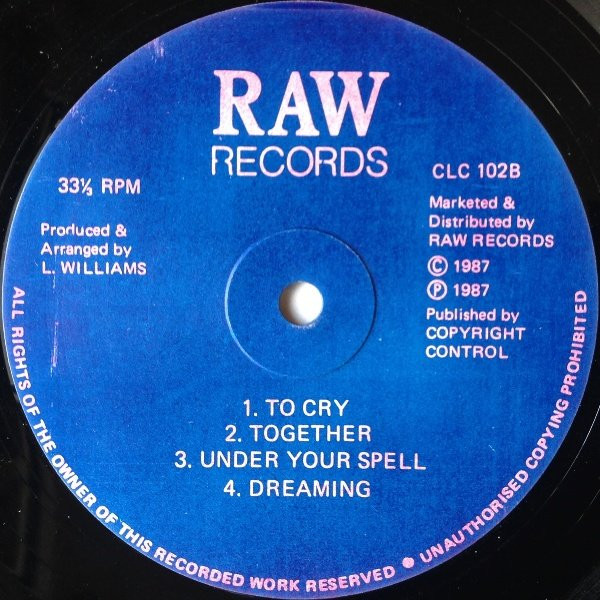 RAW
RECORDS
33⅓ RPM
Produced &
Arranged by
L. WILLIAMS
CLC 102B
Marketed &
Distributed by
RAW RECORDS
© 1987
℗ 1987
Published by
COPYRIGHT
CONTROL
1. TO CRY
2. TOGETHER
3. UNDER YOUR SPELL
4. DREAMING
ALL RIGHTS OF THE OWNER OF THIS RECORDED WORK RESERVED ● UNAUTHORISED COPYING PROHIBITED